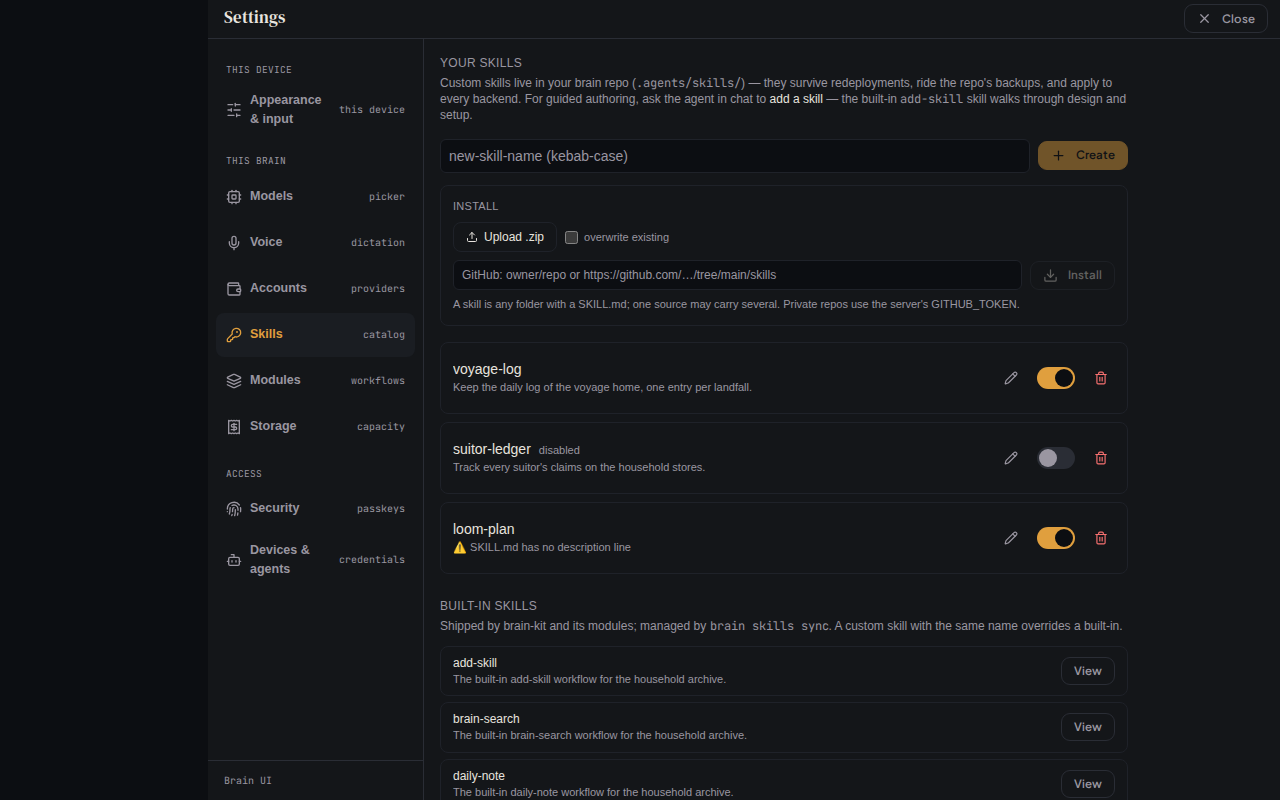 Settings
Close
THIS DEVICE
Appearance & input
this device
THIS BRAIN
Models
picker
Voice
dictation
Accounts
providers
Skills
catalog
Modules
workflows
Storage
capacity
ACCESS
Security
passkeys
Devices & agents
credentials
Brain UI
YOUR SKILLS
Custom skills live in your brain repo (.agents/skills/) — they survive redeployments, ride the repo's backups, and apply to
every backend. For guided authoring, ask the agent in chat to add a skill — the built-in add-skill skill walks through design and
setup.
new-skill-name (kebab-case)
Create
INSTALL
Upload .zip
overwrite existing
GitHub: owner/repo or https://github.com/…/tree/main/skills
Install
A skill is any folder with a SKILL.md; one source may carry several. Private repos use the server's GITHUB_TOKEN.
voyage-log
Keep the daily log of the voyage home, one entry per landfall.
suitor-ledger disabled
Track every suitor's claims on the household stores.
loom-plan
⚠️ SKILL.md has no description line
BUILT-IN SKILLS
Shipped by brain-kit and its modules; managed by brain skills sync. A custom skill with the same name overrides a built-in.
add-skill
The built-in add-skill workflow for the household archive.
View
brain-search
The built-in brain-search workflow for the household archive.
View
daily-note
The built-in daily-note workflow for the household archive.
View